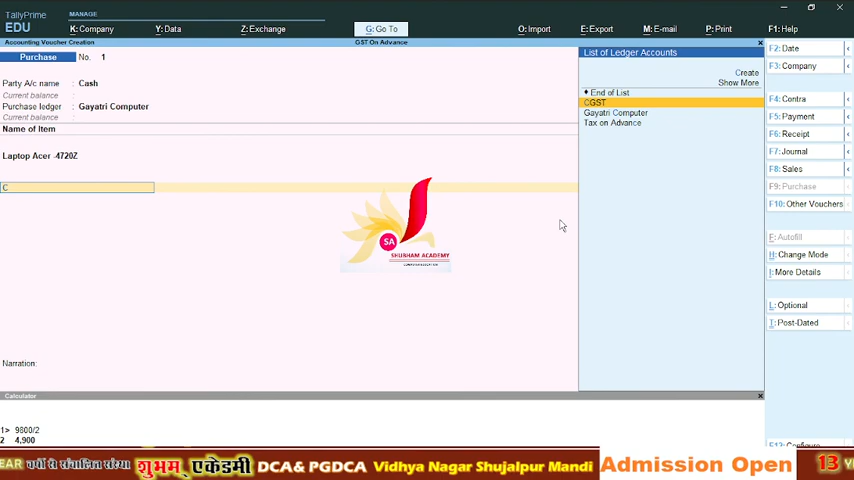 TallyPrime
EDU
MANAGE
K:Company
Y:Data
Z:Exchange
G:Go To
O:Import
E:Export
M:E-mail
P:Print
F1:Help
Accounting Voucher Creation
GST On Advance
Purchase No. 1
Party A/c name : Cash
Current balance :
Purchase ledger : Gayatri Computer
Current balance :
Name of Item
Laptop Acer -4720Z
C
Narration:
List of Ledger Accounts
Create
Show More
♦ End of List
CGST
Gayatri Computer
Tax on Advance
F2:Date
F3:Company
F4:Contra
F5:Payment
F6:Receipt
F7:Journal
F8:Sales
F9:Purchase
F10:Other Vouchers
F:Autofill
H:Change Mode
I:More Details
L:Optional
T:Post-Dated
F12:Configure
SA
SHUBHAM ACADEMY
Calculator
1> 9800/2
2 4,900
EAR वर्षो से संचालित संस्था शुभम् एकेडमी DCA& PGDCA Vidhya Nagar Shujalpur Mandi Admission Open 13 Y